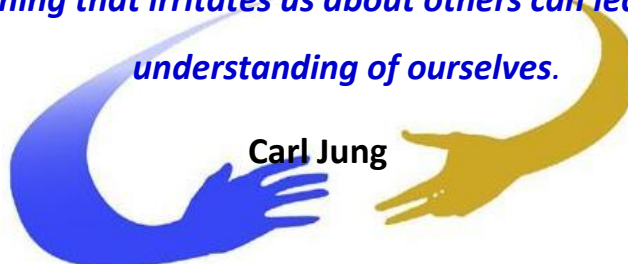 that irritates us about others can
understanding of ourselves.
Carl Jung